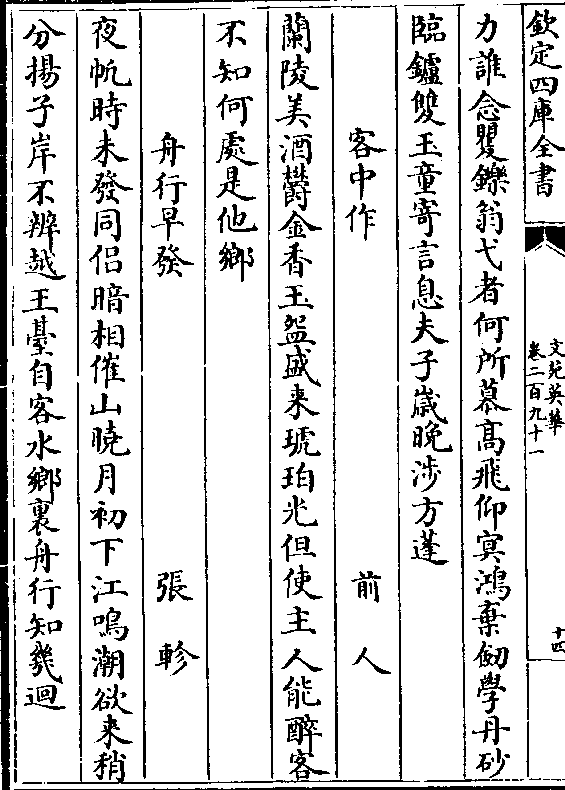 欽定四庫全書
文苑英華
卷二百九十一
十四
力誰念矍鑠翁弋者何所慕高飛仰冥鴻棄劒學丹砂
臨鑪雙玉童寄言息夫子歳晚涉方蓬
客中作 前人
蘭陵美酒欝金香玉盌盛來琥珀光但使主人能醉客
不知何處是他鄉
舟行早發 張軫
夜帆時未發同侣暗相催山曉月初下江鳴潮欲來稍
分揚子岸不辨越王臺自客水鄉裏舟行知幾迴